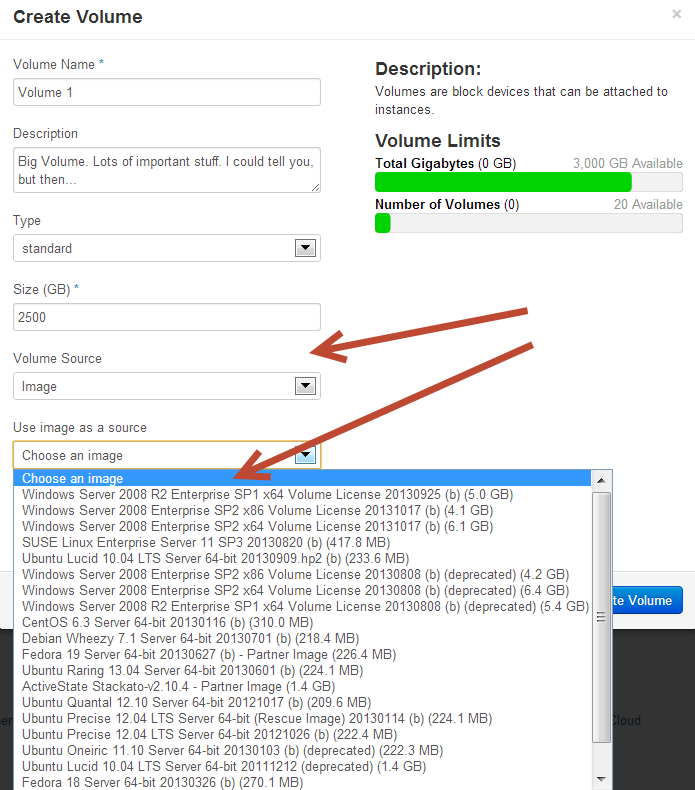 Create Volume
×
Volume Name *
Volume 1
Description
Big Volume. Lots of important stuff. I could tell you,
but then...
Type
standard
Size (GB) *
2500
Volume Source
Image
Use image as a source
Choose an image
Description:
Volumes are block devices that can be attached to
instances.
Volume Limits
Total Gigabytes (0 GB) 3,000 GB Available
Number of Volumes (0) 20 Available
Choose an image
Windows Server 2008 R2 Enterprise SP1 x64 Volume License 20130925 (b) (5.0 GB)
Windows Server 2008 Enterprise SP2 x86 Volume License 20131017 (b) (4.1 GB)
Windows Server 2008 Enterprise SP2 x64 Volume License 20131017 (b) (6.1 GB)
SUSE Linux Enterprise Server 11 SP3 20130820 (b) (417.8 MB)
Ubuntu Lucid 10.04 LTS Server 64-bit 20130909.hp2 (b) (233.6 MB)
Windows Server 2008 Enterprise SP2 x86 Volume License 20130808 (b) (deprecated) (4.2 GB)
Windows Server 2008 Enterprise SP2 x64 Volume License 20130808 (b) (deprecated) (6.4 GB)
Windows Server 2008 R2 Enterprise SP1 x64 Volume License 20130808 (b) (deprecated) (5.4 GB)
CentOS 6.3 Server 64-bit 20130116 (b) (310.0 MB)
Debian Wheezy 7.1 Server 64-bit 20130701 (b) (218.4 MB)
Fedora 19 Server 64-bit 20130627 (b) - Partner Image (226.4 MB)
Ubuntu Raring 13.04 Server 64-bit 20130601 (b) (224.1 MB)
ActiveState Stackato-v2.10.4 - Partner Image (1.4 GB)
Ubuntu Quantal 12.10 Server 64-bit 20121017 (b) (209.6 MB)
Ubuntu Precise 12.04 LTS Server 64-bit (Rescue Image) 20130114 (b) (224.1 MB)
Ubuntu Precise 12.04 LTS Server 64-bit 20121026 (b) (222.4 MB)
Ubuntu Oneiric 11.10 Server 64-bit 20130103 (b) (deprecated) (222.3 MB)
Ubuntu Lucid 10.04 LTS Server 64-bit 20111212 (deprecated) (1.4 GB)
Fedora 18 Server 64-bit 20130326 (b) (270.1 MB)
te Volume
Cloud